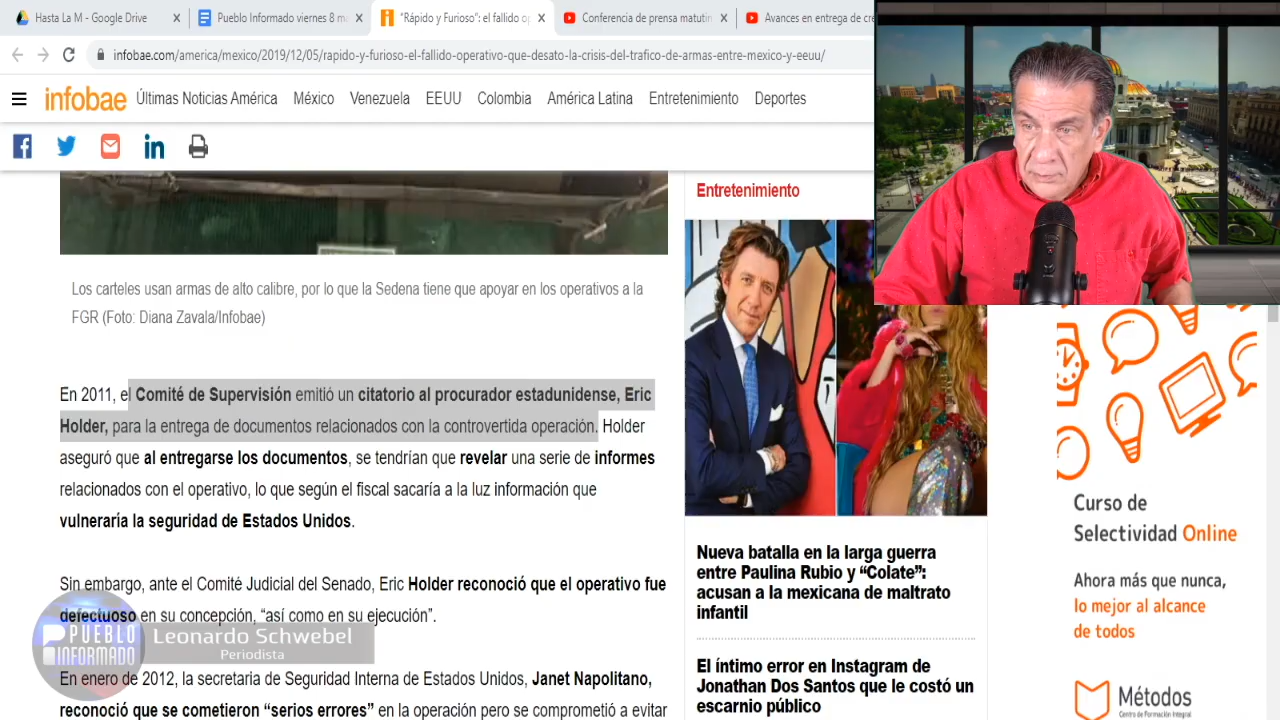 Hasta La M - Google Drive
Pueblo Informado viernes 8 m
"Rápido y Furioso": el fallido op
Conferencia de prensa matutin
Avances en entrega de cre
infobae.com/america/mexico/2019/12/05/rapido-y-furioso-el-fallido-operativo-que-desato-la-crisis-del-trafico-de-armas-entre-mexico-y-eeuu/
infobae
Últimas Noticias América México Venezuela EEUU Colombia América Latina Entretenimiento Deportes
Los carteles usan armas de alto calibre, por lo que la Sedena tiene que apoyar en los operativos a la
FGR (Foto: Diana Zavala/Infobae)
En 2011, el Comité de Supervisión emitió un citatorio al procurador estadunidense, Eric
Holder, para la entrega de documentos relacionados con la controvertida operación. Holder
aseguró que al entregarse los documentos, se tendrían que revelar una serie de informes
relacionados con el operativo, lo que según el fiscal sacaría a la luz información que
vulneraría la seguridad de Estados Unidos.
Sin embargo, ante el Comité Judicial del Senado, Eric Holder reconoció que el operativo fue
defectuoso en su concepción, "así como en su ejecución".
En enero de 2012, la secretaria de Seguridad Interna de Estados Unidos, Janet Napolitano,
reconoció que se cometieron "serios errores" en la operación pero se comprometió a evitar
PUEBLO
INFORMADO
Leonardo Schwebel
Periodista
Entretenimiento
Nueva batalla en la larga guerra
entre Paulina Rubio y “Colate”:
acusan a la mexicana de maltrato
infantil
El íntimo error en Instagram de
Jonathan Dos Santos que le costó un
escarnio público
Curso de
Selectividad Online
Ahora más que nunca,
lo mejor al alcance
de todos
Métodos
Centro de Formación Integral